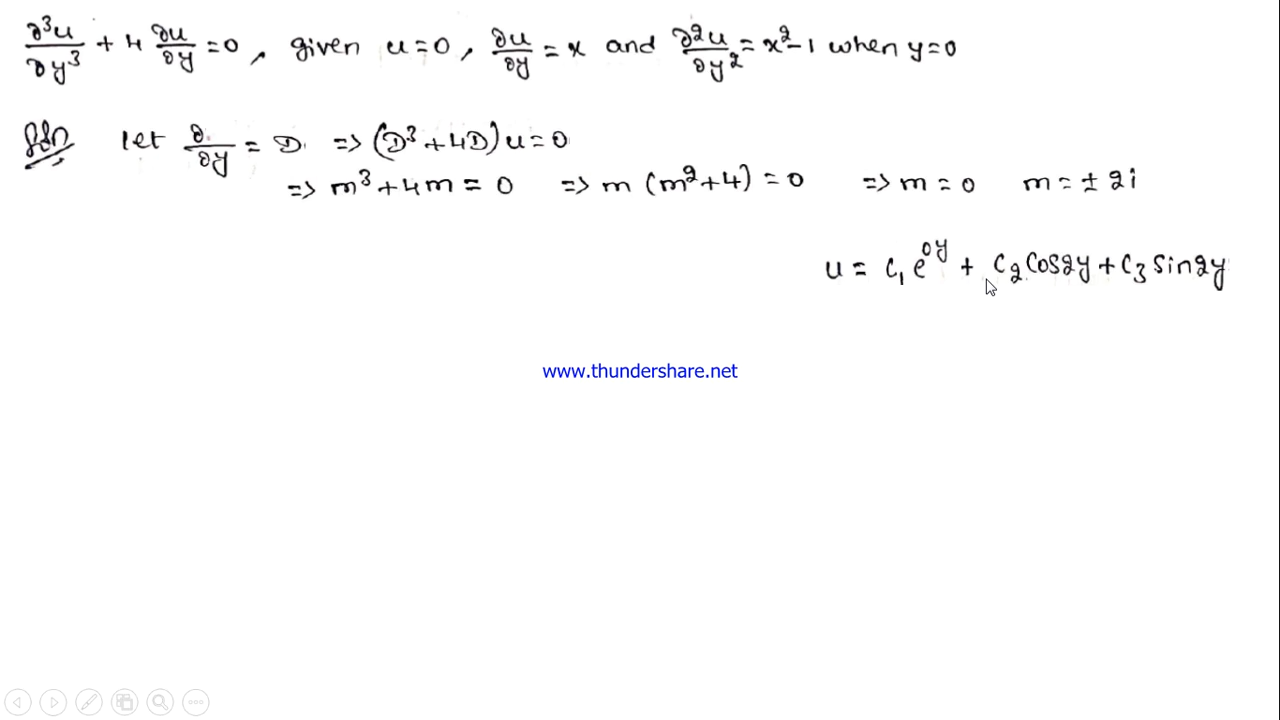 ∂³u/∂y³ + 4 ∂u/∂y = 0, given u = 0, ∂u/∂y = x and ∂²u/∂y² = x² - 1 when y = 0
Soln let ∂/∂y = D ⇒ (D³ + 4D) u = 0
⇒ m³ + 4m = 0 ⇒ m (m² + 4) = 0 ⇒ m = 0 m = ± 2i
u = c₁ e^{0y} + c₂ cos2y + c₃ sin2y
www.thundershare.net